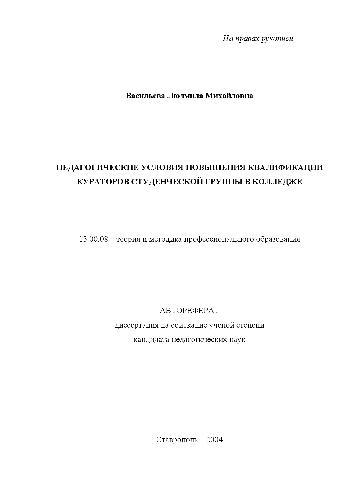 На правах рукописи
Васильева Людмила Михайловна
ПЕДАГОГИЧЕСКИЕ УСЛОВИЯ ПОВЫШЕНИЯ КВАЛИФИКАЦИИ
КУРАТОРОВ СТУДЕНЧЕСКОЙ ГРУППЫ В КОЛЛЕДЖЕ
13.00.08 – теория и методика профессионального образования
АВТОРЕФЕРАТ
диссертации на соискание ученой степени
кандидата педагогических наук
Ставрополь – 2004